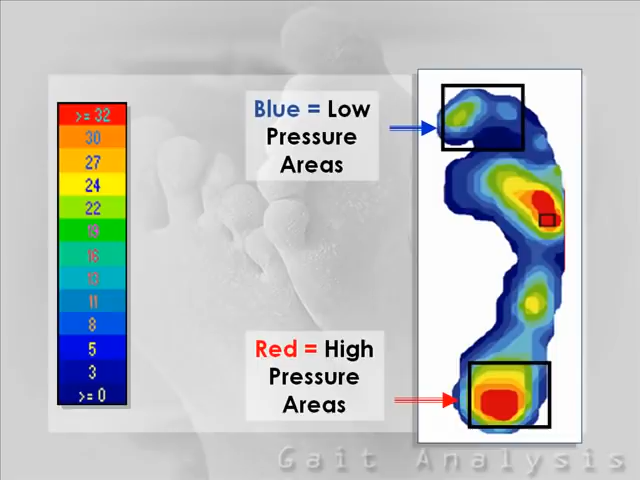 >= 32
30
27
24
22
19
16
13
11
8
5
3
>= 0
Blue = Low
Pressure
Areas
Red = High
Pressure
Areas
Gait Analysis